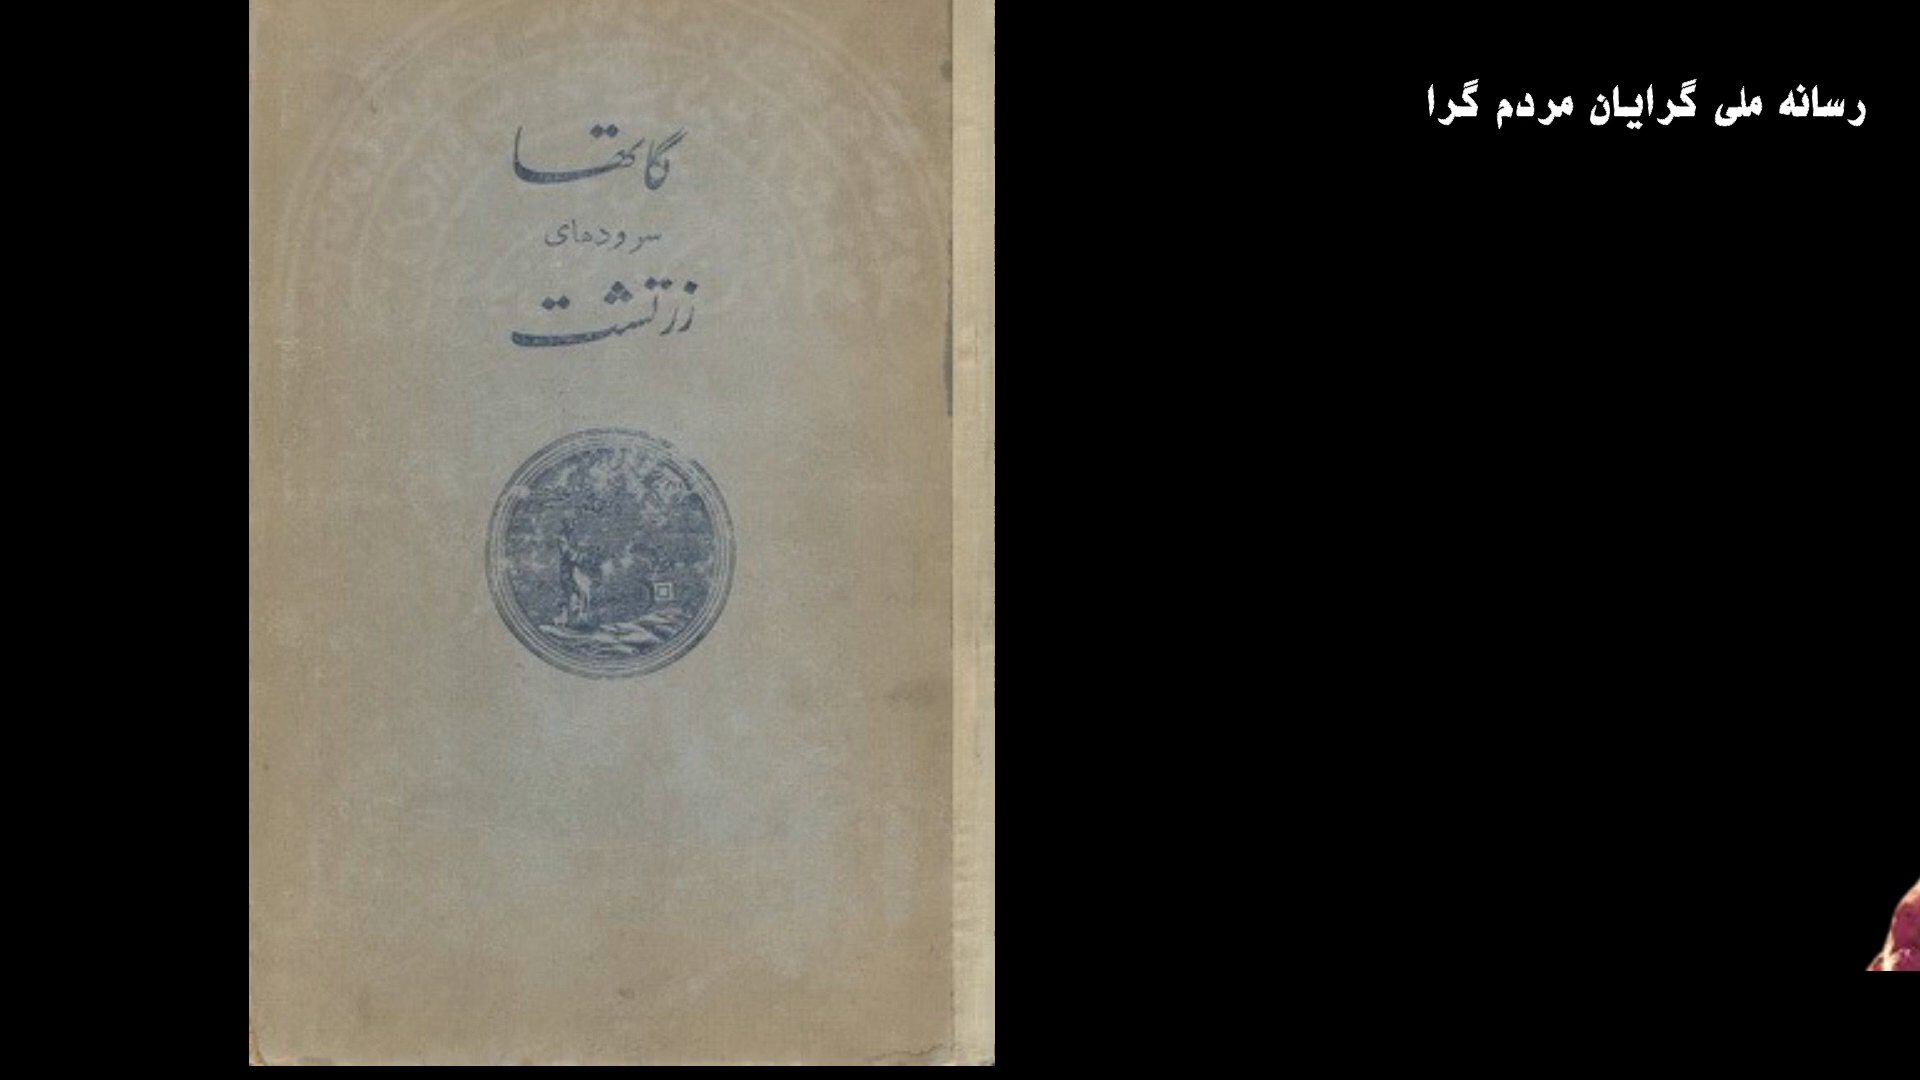 گاتها
سرودهای
زرتشت
رسانه ملی گرایان مردم گرا